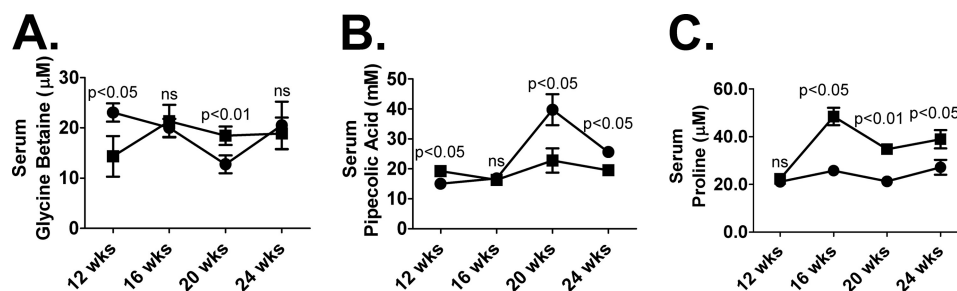 A.
Serum
Glycine Betaine (μM)
30
20
10
0
p<0.05
ns
p<0.01
ns
12 wks
16 wks
20 wks
24 wks
B.
Serum
Pipecolic Acid (mM)
50
40
30
20
10
0
p<0.05
ns
p<0.05
p<0.05
12 wks
16 wks
20 wks
24 wks
C.
Serum
Proline (μM)
60.0
40.0
20.0
0.0
ns
p<0.05
p<0.01
p<0.05
12 wks
16 wks
20 wks
24 wks